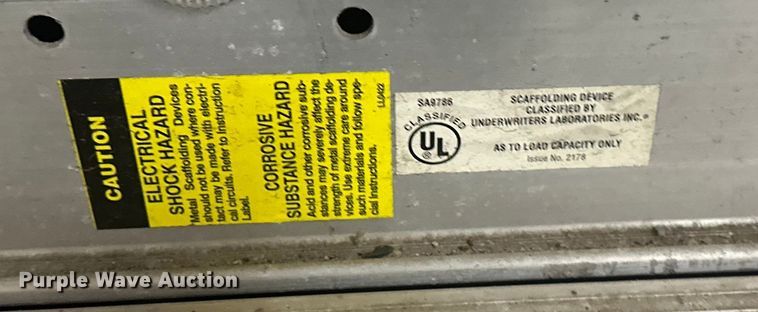 CAUTION
ELECTRICAL
SHOCK HAZARD
Metal Scaffolding Devices
should not be used where con-
tact may be made with electri-
cal circuits. Refer to Instruction
Label.
CORROSIVE
SUBSTANCE HAZARD
Acid and other corrosive sub-
stances may severely affect the
strength of metal scaffolding de-
vices. Use extreme care around
such materials and follow spe-
cial Instructions.
SA9786
CLASSIFIED
UL
®
SCAFFOLDING DEVICE
CLASSIFIED BY
UNDERWRITERS LABORATORIES INC.®
AS TO LOAD CAPACITY ONLY
Issue No. 2178
Purple Wave Auction